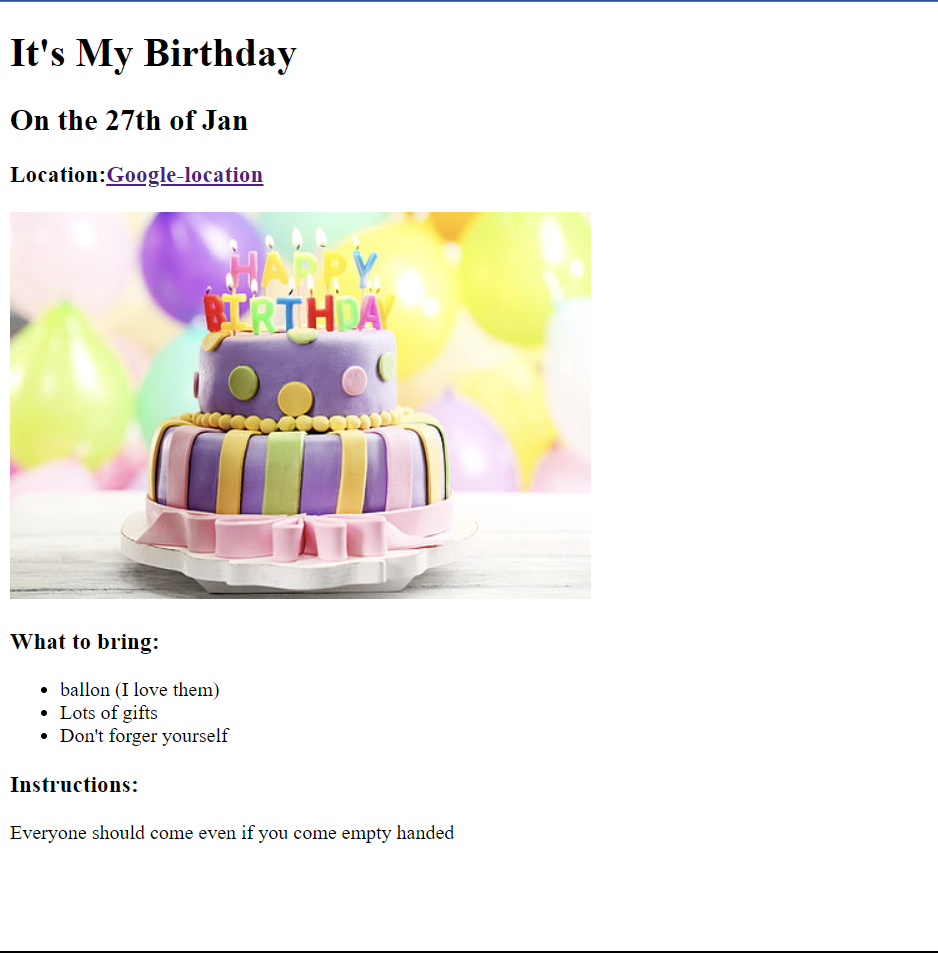 It's My Birthday
On the 27th of Jan
Location:Google-location
HAPPY
BIRTHDAY
What to bring:
ballon (I love them)
Lots of gifts
Don't forger yourself
Instructions:
Everyone should come even if you come empty handed